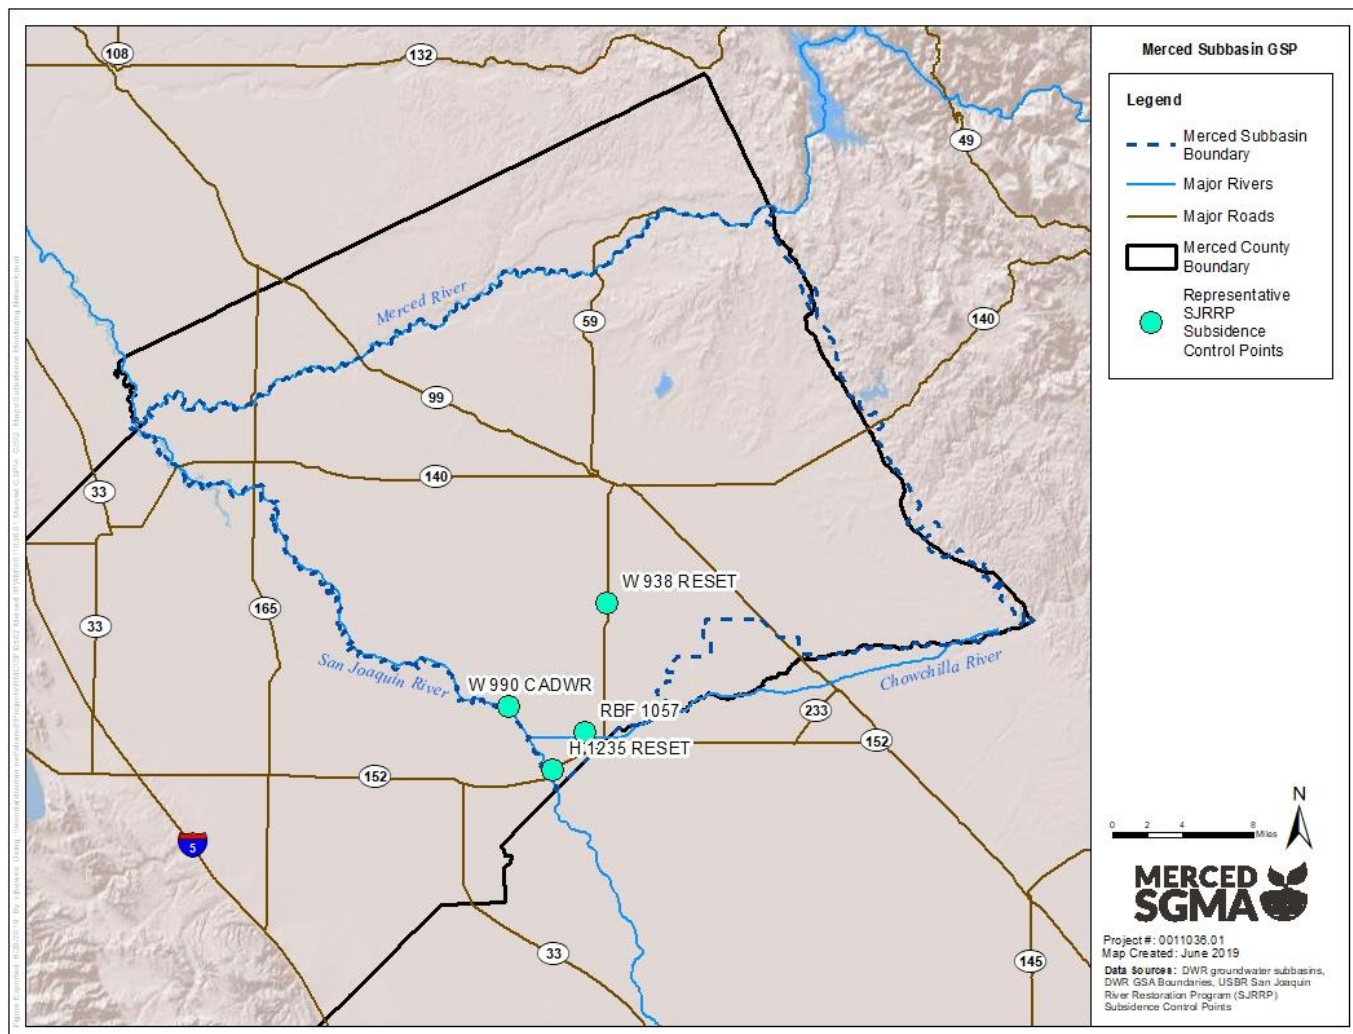 Merced Subbasin GSP
Legend
Merced Subbasin
Boundary
Major Rivers
Major Roads
Merced County
Boundary
Representative
SJRRP
Subsidence
Control Points
108
132
49
Merced River
59
140
99
140
33
W 938 RESET
165
33
San Joaquin River
Chowchilla River
W 990 CADWR
RBF 1057
233
152
H 1235 RESET
152
5
33
145
N
0 2 4 8
Miles
MERCED
SGMA
Project #: 0011036.01
Map Created: June 2019
Data Sources: DWR groundwater subbasins,
DWR GSA Boundaries, USBR San Joaquin
River Restoration Program (SJRRP)
Subsidence Control Points